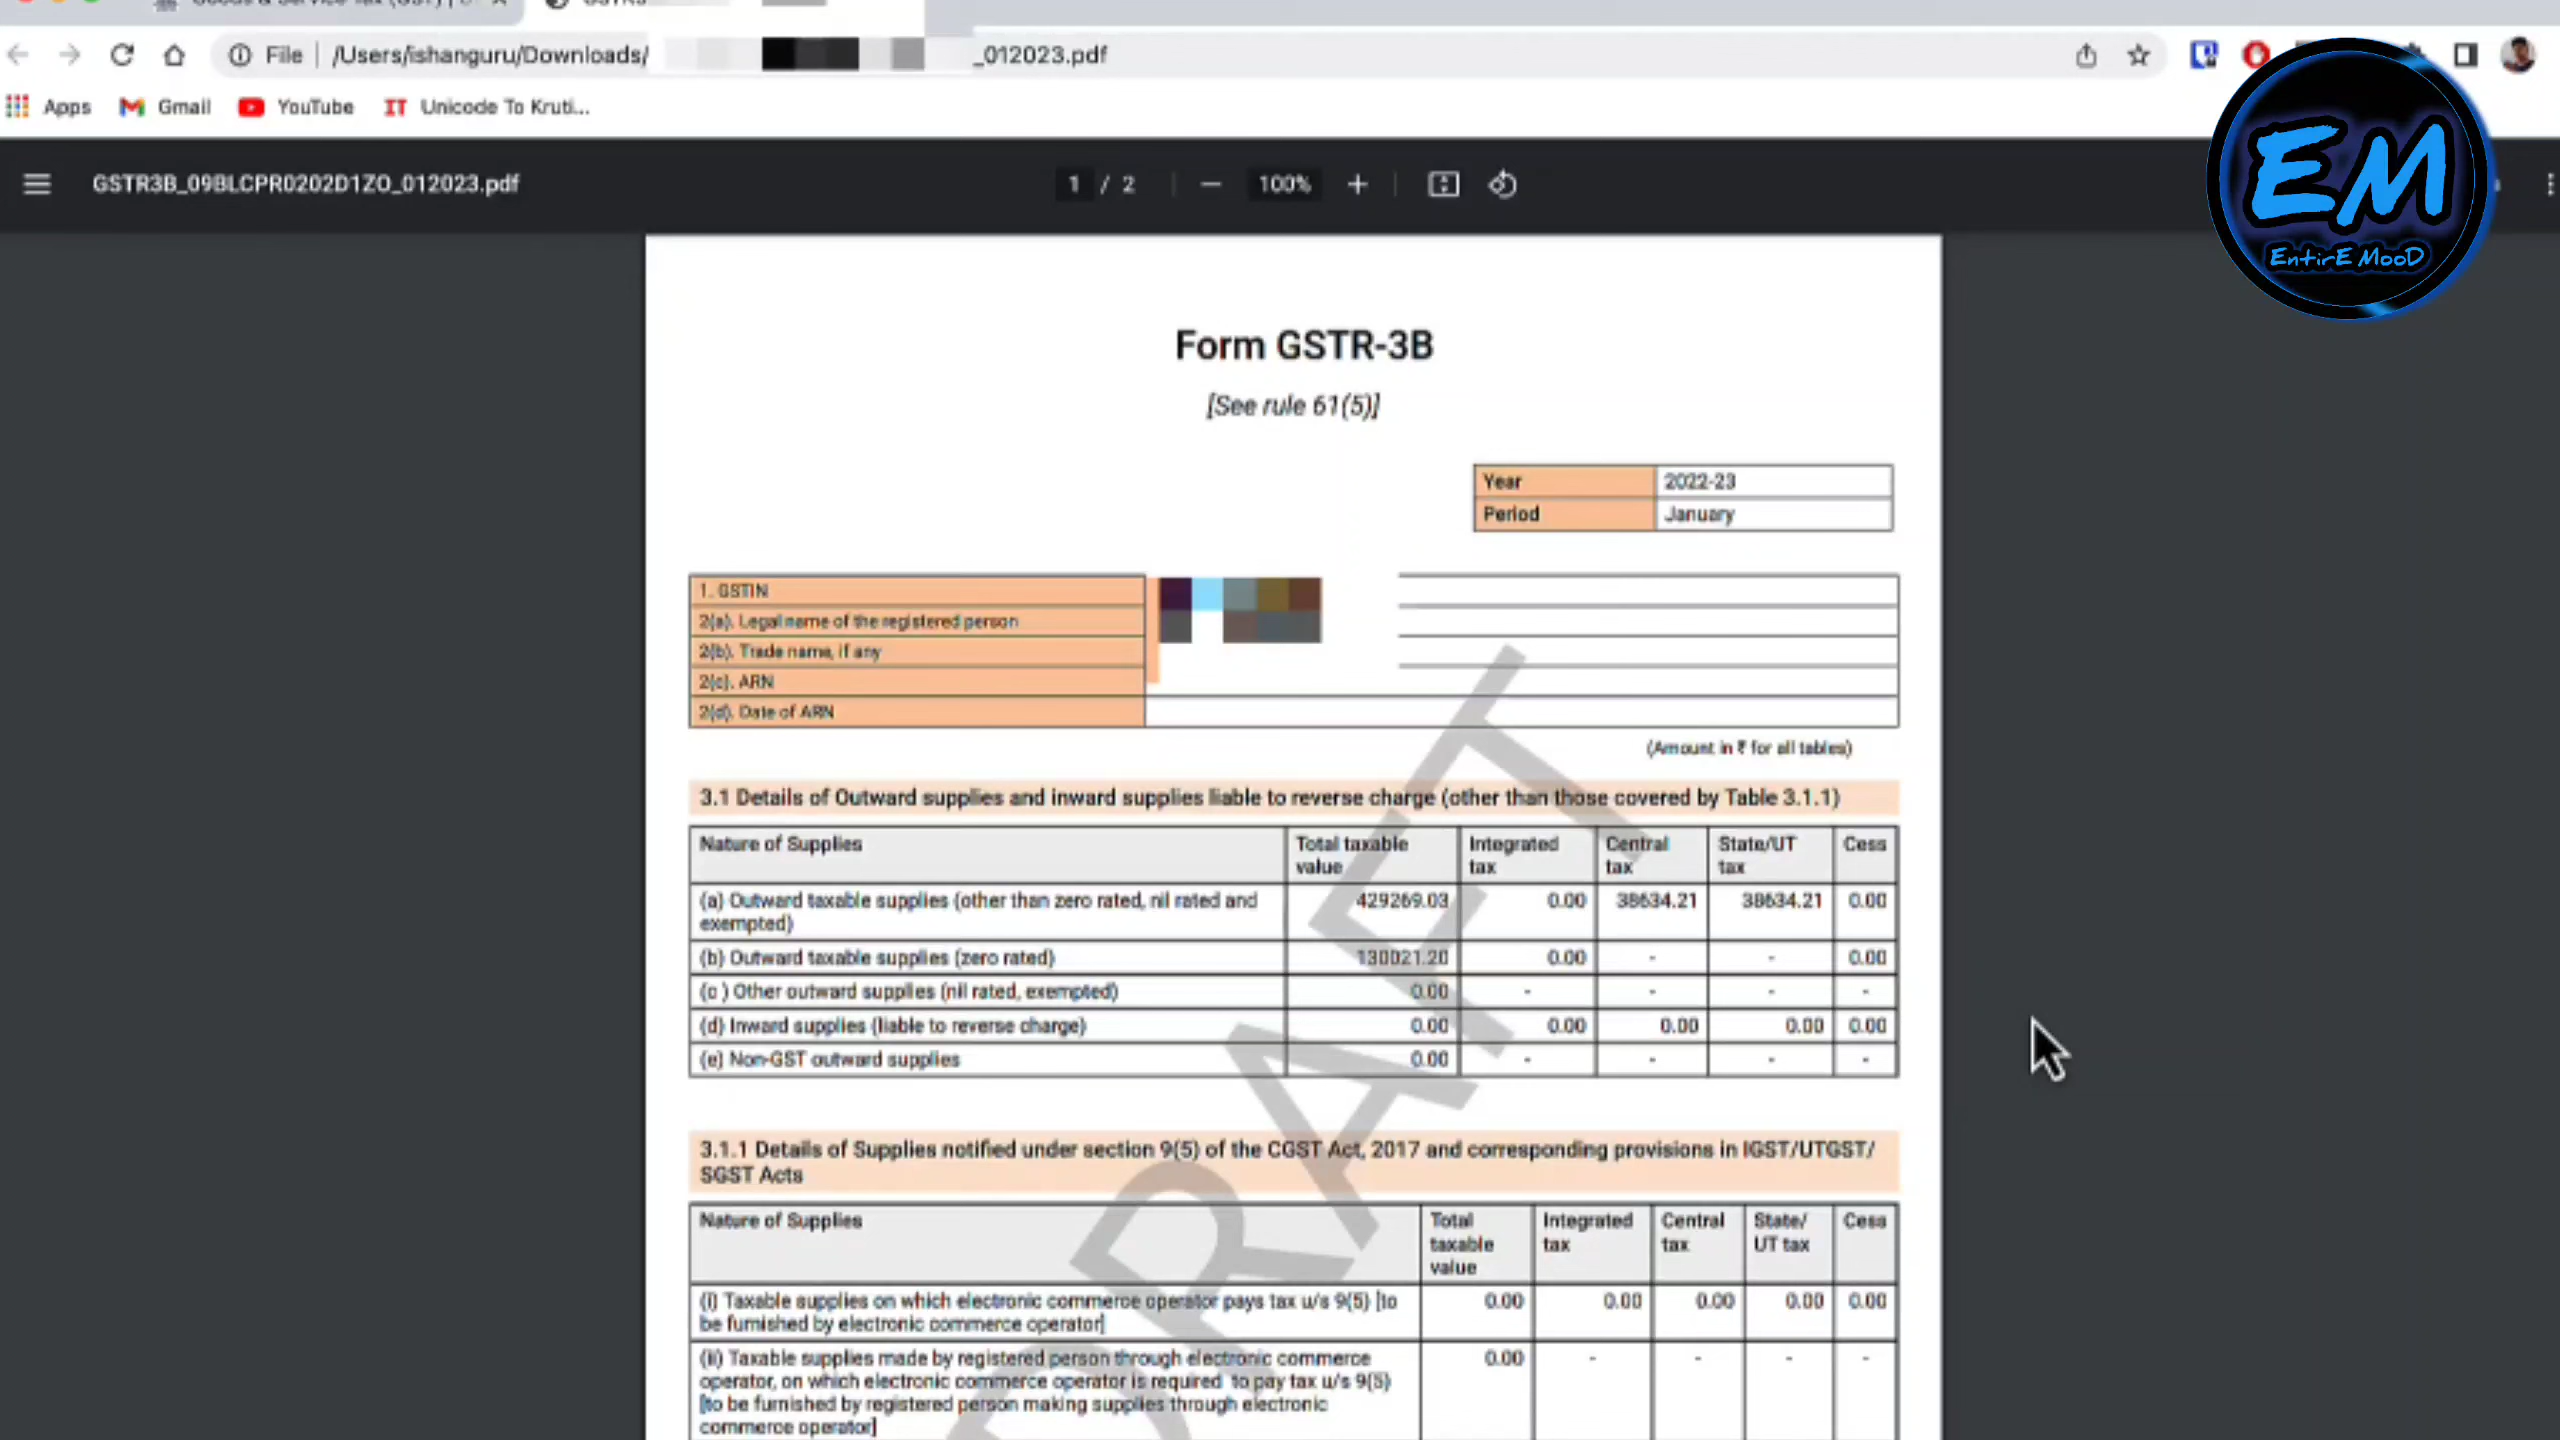 File | /Users/ishanguru/Downloads/ _012023.pdf
Apps Gmail YouTube IT Unicode To Kruti...
GSTR3B_09BLCPR0202D1ZO_012023.pdf 1 / 2 100%
EM
EntirE MooD
Form GSTR-3B
[See rule 61(5)]
Year 2022-23
Period January
1. GSTIN
2(a). Legal name of the registered person
2(b). Trade name, if any
2(c). ARN
2(d). Date of ARN
(Amount in ₹ for all tables)
3.1 Details of Outward supplies and inward supplies liable to reverse charge (other than those covered by Table 3.1.1)
Nature of Supplies Total taxable value Integrated tax Central tax State/UT tax Cess
(a) Outward taxable supplies (other than zero rated, nil rated and exempted) 429269.03 0.00 38634.21 38634.21 0.00
(b) Outward taxable supplies (zero rated) 130021.20 0.00 - - 0.00
(c ) Other outward supplies (nil rated, exempted) 0.00 - - - -
(d) Inward supplies (liable to reverse charge) 0.00 0.00 0.00 0.00 0.00
(e) Non-GST outward supplies 0.00 - - - -
DRAFT
3.1.1 Details of Supplies notified under section 9(5) of the CGST Act, 2017 and corresponding provisions in IGST/UTGST/
SGST Acts
Nature of Supplies Total taxable value Integrated tax Central tax State/ UT tax Cess
(i) Taxable supplies on which electronic commerce operator pays tax u/s 9(5) [to be furnished by electronic commerce operator] 0.00 0.00 0.00 0.00 0.00
(ii) Taxable supplies made by registered person through electronic commerce operator, on which electronic commerce operator is required to pay tax u/s 9(5) [to be furnished by registered person making supplies through electronic commerce operator] 0.00 - - - -